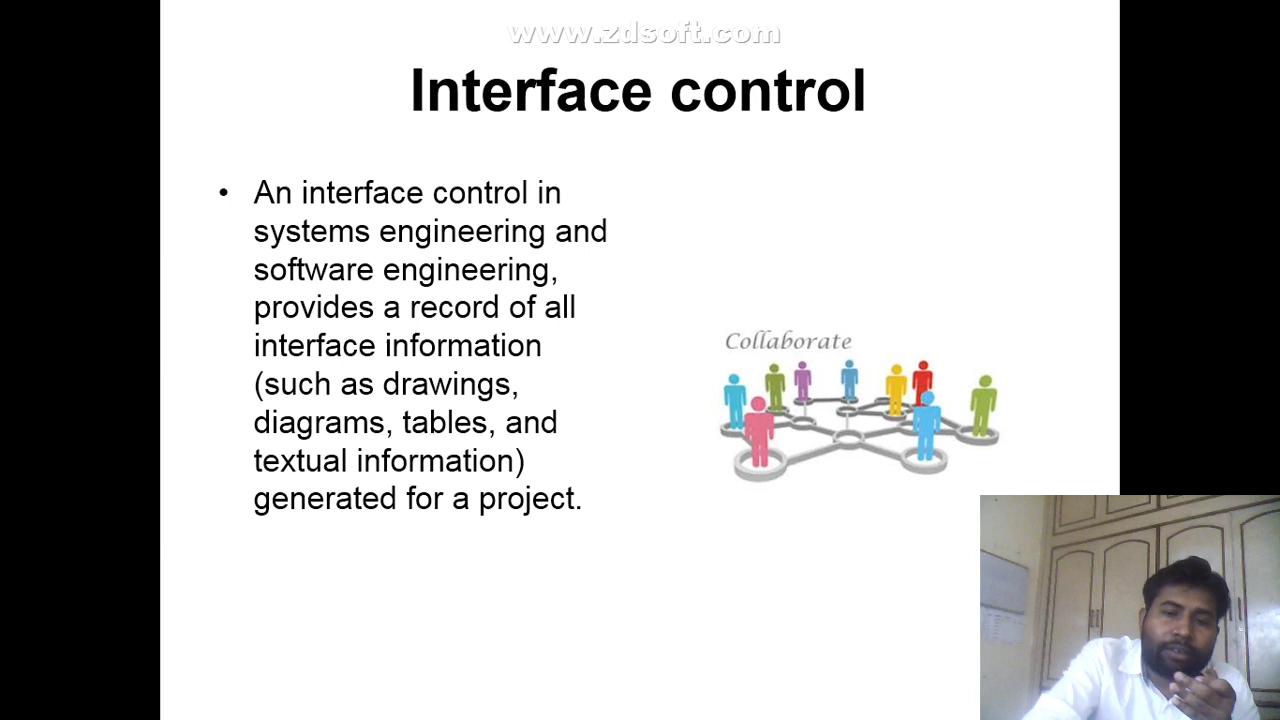 www.zdsoft.com
Interface control
• An interface control in
systems engineering and
software engineering,
provides a record of all
interface information
(such as drawings,
diagrams, tables, and
textual information)
generated for a project.
Collaborate